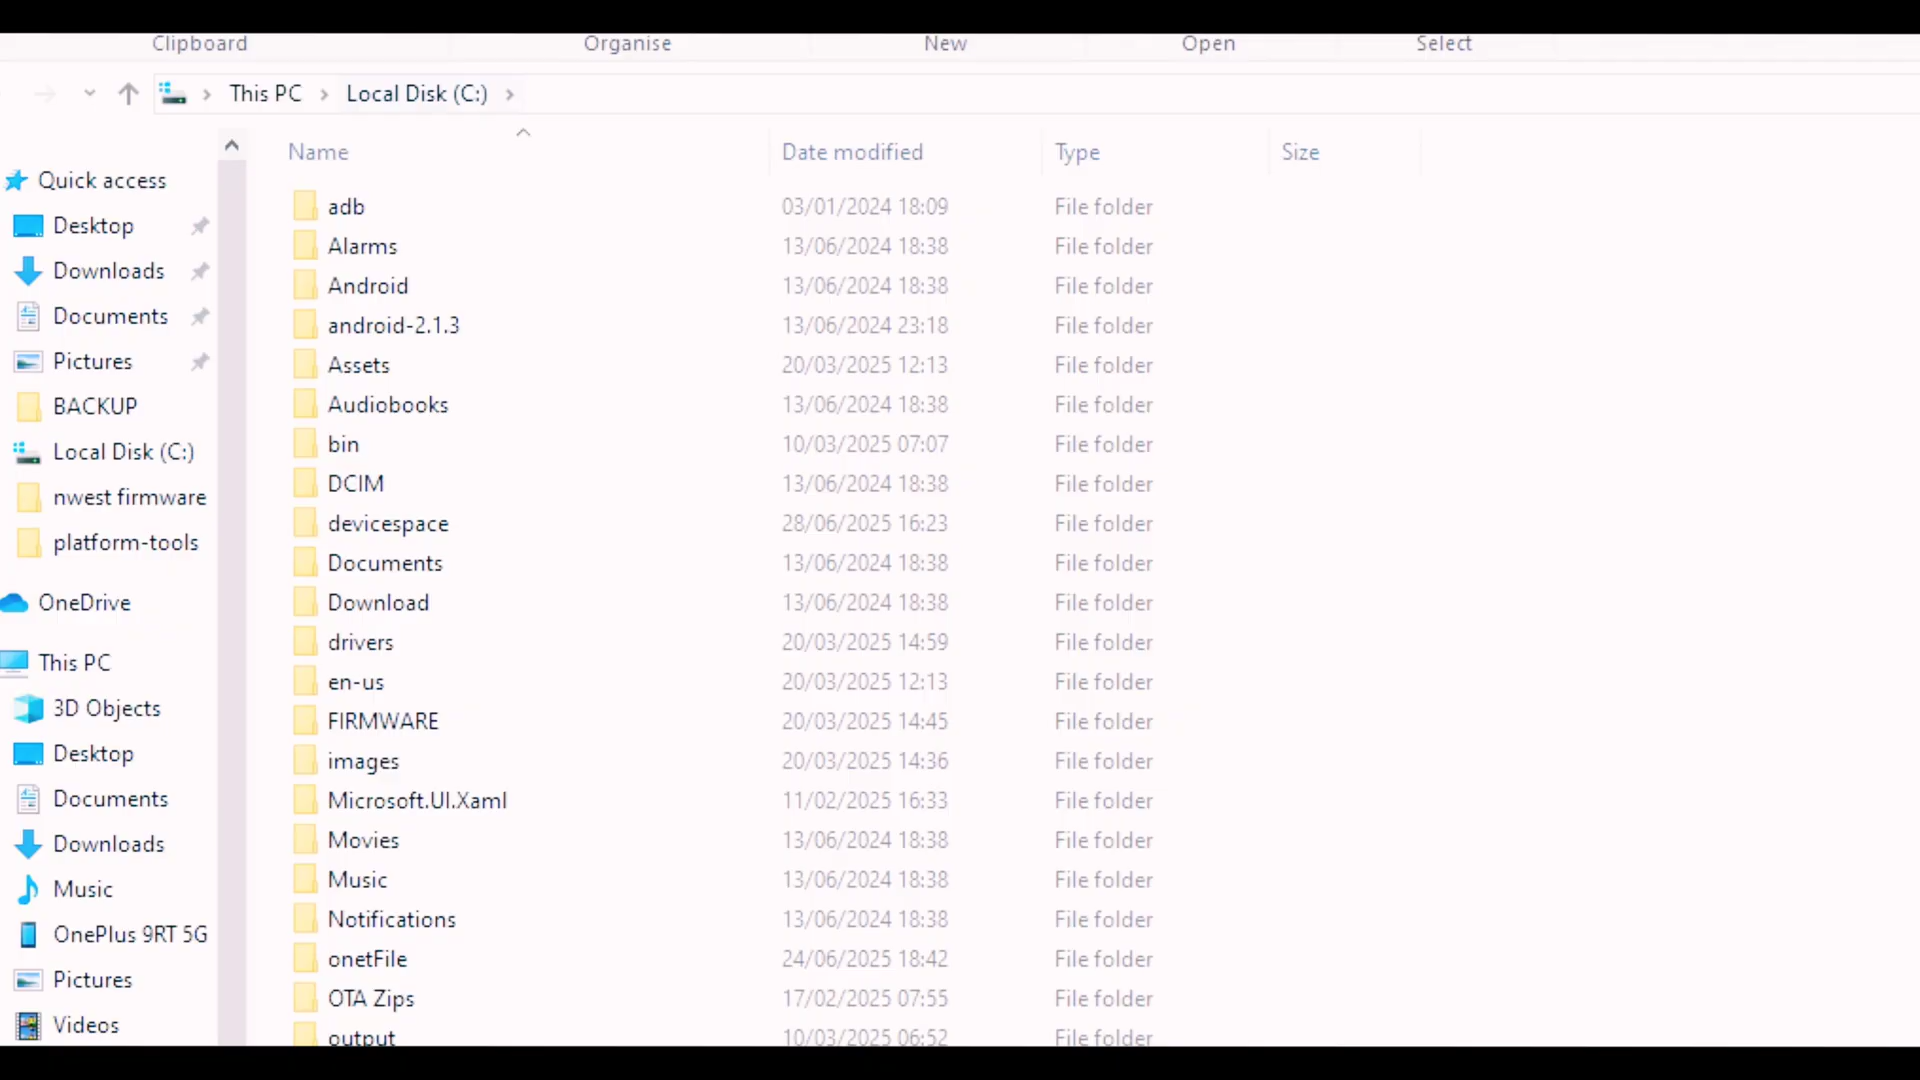 Clipboard Organise New Open Select
This PC Local Disk (C:)
Name Date modified Type Size
Quick access
Desktop
Downloads
Documents
Pictures
BACKUP
Local Disk (C:)
nwest firmware
platform-tools
OneDrive
This PC
3D Objects
Desktop
Documents
Downloads
Music
OnePlus 9RT 5G
Pictures
Videos
adb 03/01/2024 18:09 File folder
Alarms 13/06/2024 18:38 File folder
Android 13/06/2024 18:38 File folder
android-2.1.3 13/06/2024 23:18 File folder
Assets 20/03/2025 12:13 File folder
Audiobooks 13/06/2024 18:38 File folder
bin 10/03/2025 07:07 File folder
DCIM 13/06/2024 18:38 File folder
devicespace 28/06/2025 16:23 File folder
Documents 13/06/2024 18:38 File folder
Download 13/06/2024 18:38 File folder
drivers 20/03/2025 14:59 File folder
en-us 20/03/2025 12:13 File folder
FIRMWARE 20/03/2025 14:45 File folder
images 20/03/2025 14:36 File folder
Microsoft.UI.Xaml 11/02/2025 16:33 File folder
Movies 13/06/2024 18:38 File folder
Music 13/06/2024 18:38 File folder
Notifications 13/06/2024 18:38 File folder
onetFile 24/06/2025 18:42 File folder
OTA Zips 17/02/2025 07:55 File folder
output 10/03/2025 06:52 File folder